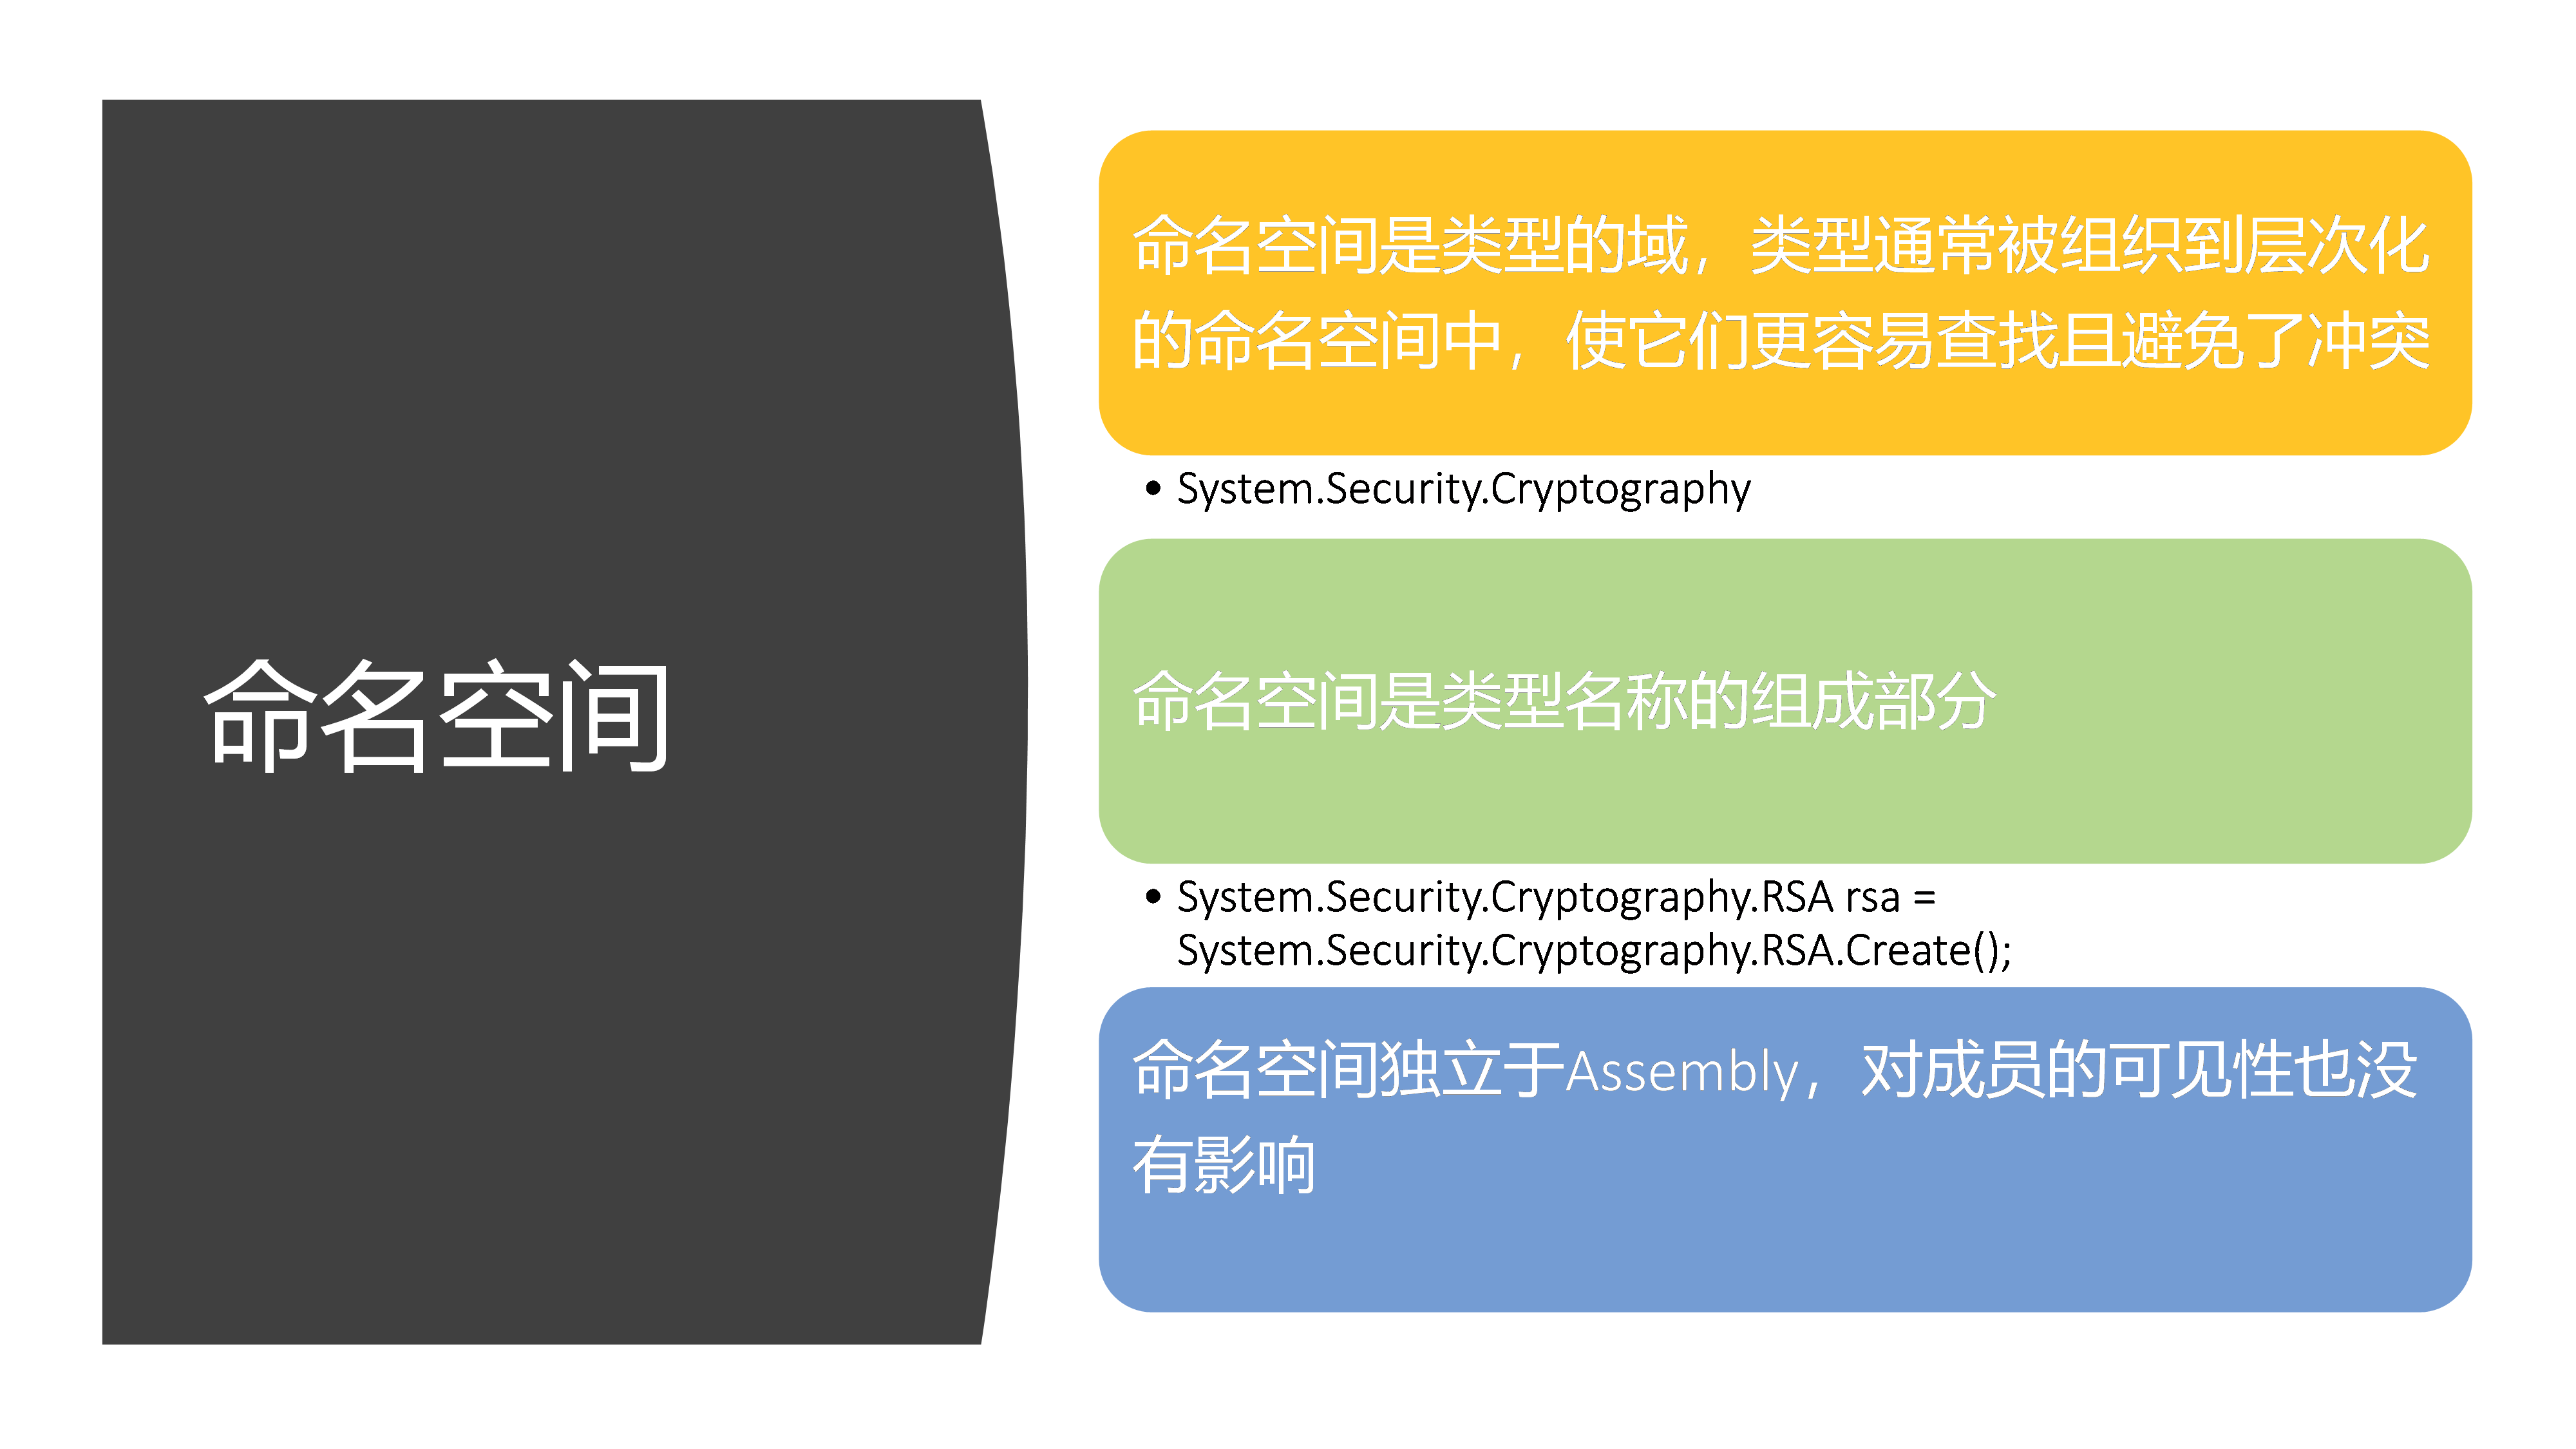 命名空间
命名空间是类型的域，类型通常被组织到层次化
的命名空间中，使它们更容易查找且避免了冲突
• System.Security.Cryptography
命名空间是类型名称的组成部分
• System.Security.Cryptography.RSA rsa =
System.Security.Cryptography.RSA.Create();
命名空间独立于Assembly，对成员的可见性也没
有影响